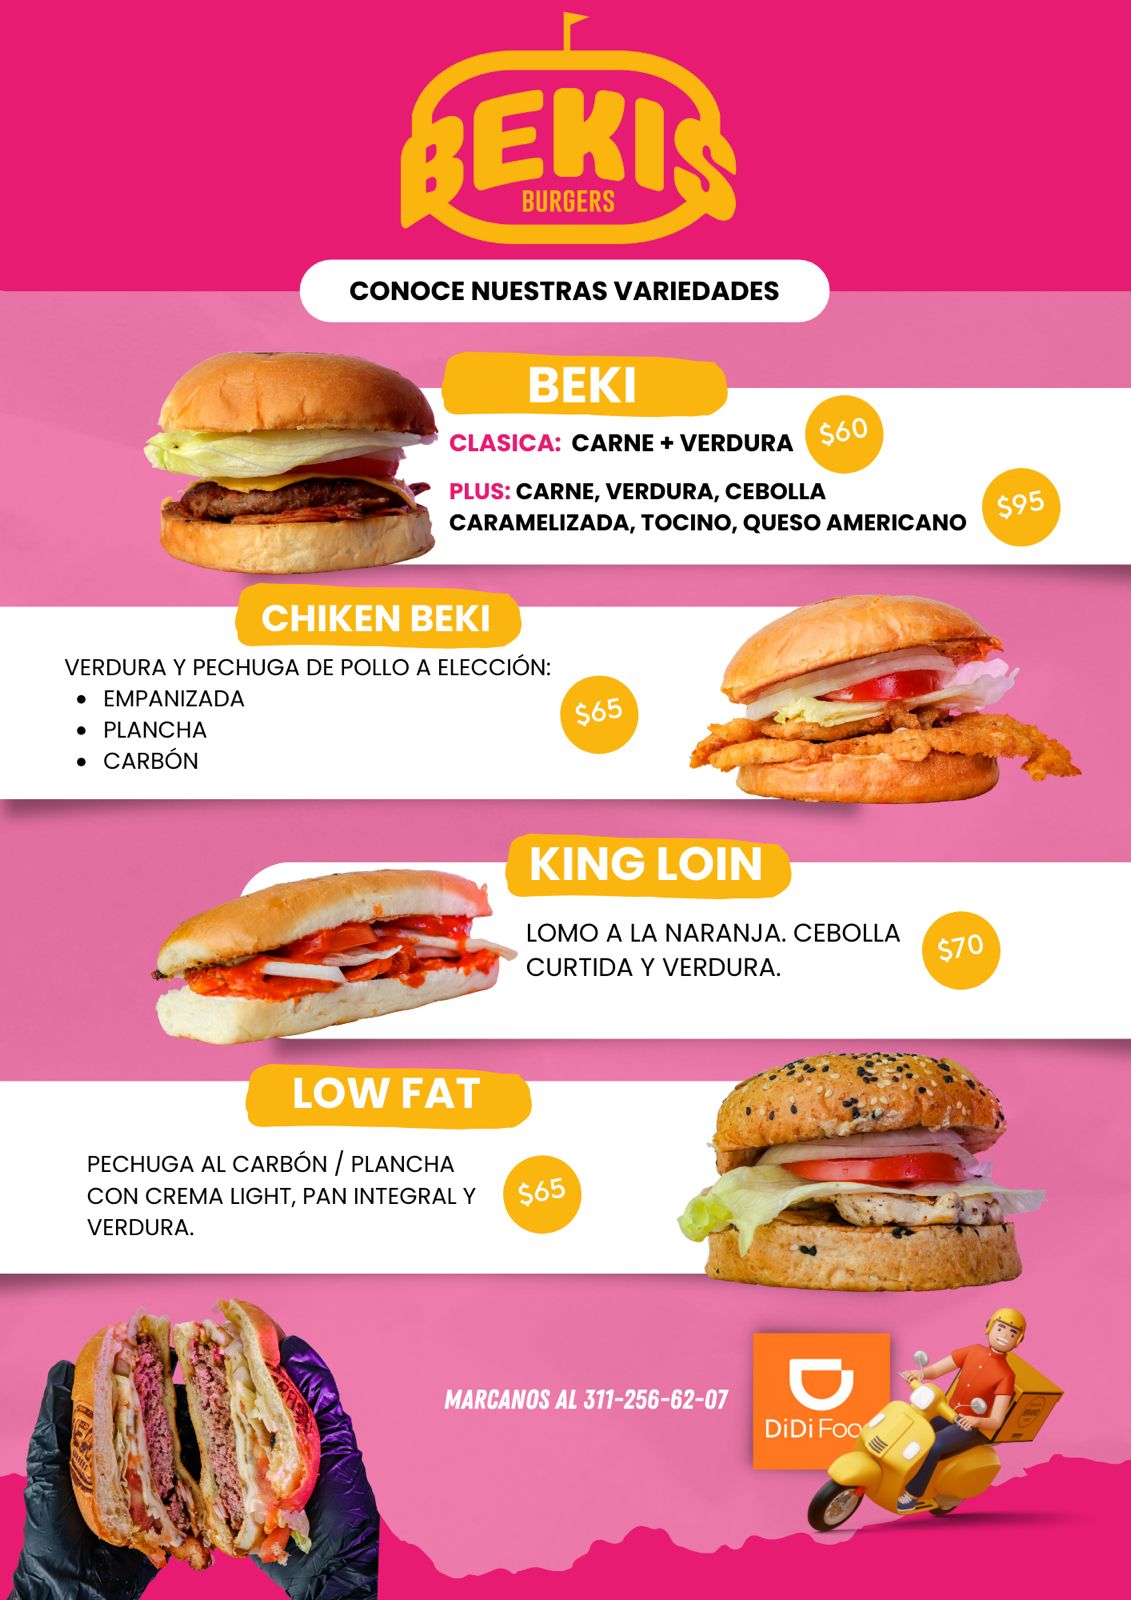 BEKIS
BURGERS
CONOCE NUESTRAS VARIEDADES
BEKI
CLASICA: CARNE + VERDURA
$60
PLUS: CARNE, VERDURA, CEBOLLA
CARAMELIZADA, TOCINO, QUESO AMERICANO
$95
CHIKEN BEKI
VERDURA Y PECHUGA DE POLLO A ELECCIÓN:
• EMPANIZADA
• PLANCHA
• CARBÓN
$65
KING LOIN
LOMO A LA NARANJA. CEBOLLA
CURTIDA Y VERDURA.
$70
LOW FAT
PECHUGA AL CARBÓN / PLANCHA
CON CREMA LIGHT, PAN INTEGRAL Y
VERDURA.
$65
MARCANOS AL 311-256-62-07
DiDi Foo